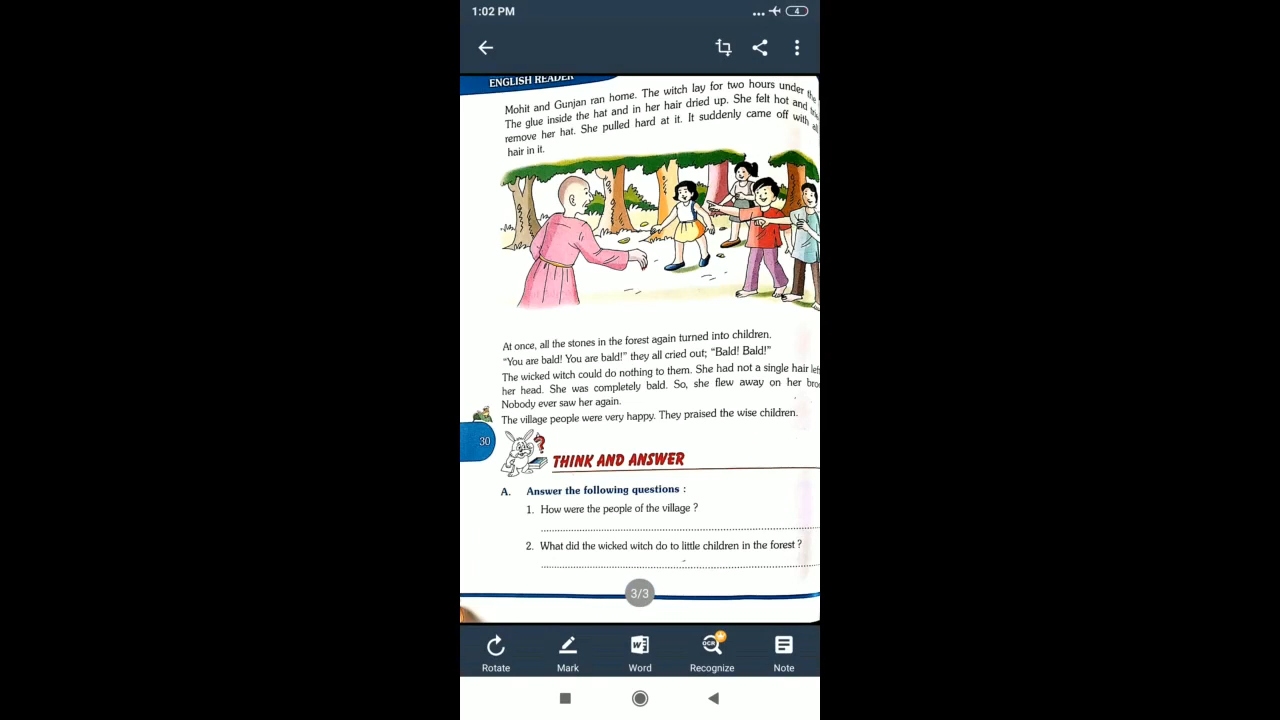 1:02 PM
4
ENGLISH READER
Mohit and Gunjan ran home. The witch lay for two hours under the
The glue inside the hat and in her hair dried up. She felt hot and
remove her hat. She pulled hard at it. It suddenly came off with all
hair in it.
At once, all the stones in the forest again turned into children.
"You are bald! You are bald!" they all cried out; "Bald! Bald!"
The wicked witch could do nothing to them. She had not a single hair
her head. She was completely bald. So, she flew away on her
Nobody ever saw her again.
The village people were very happy. They praised the wise children.
30
?
THINK AND ANSWER
A. Answer the following questions :
1. How were the people of the village ?
2. What did the wicked witch do to little children in the forest ?
3/3
W
OCR
Rotate Mark Word Recognize Note